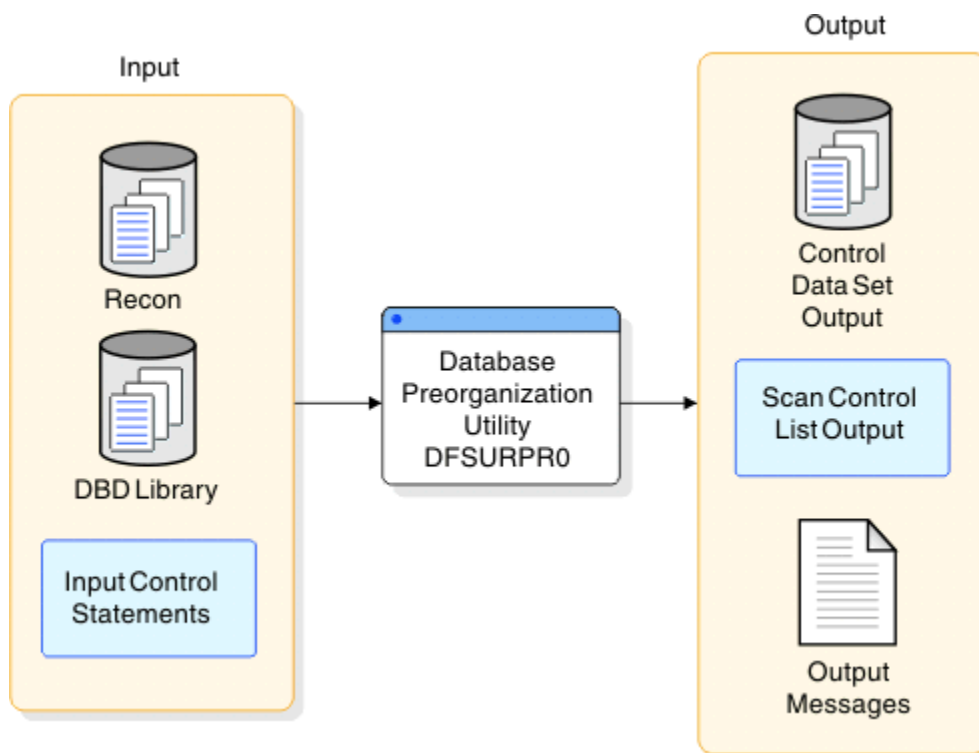 Input
Recon
DBD Library
Input Control
Statements
Database
Preorganization
Utility
DFSURPR0
Output
Control
Data Set
Output
Scan Control
List Output
Output
Messages